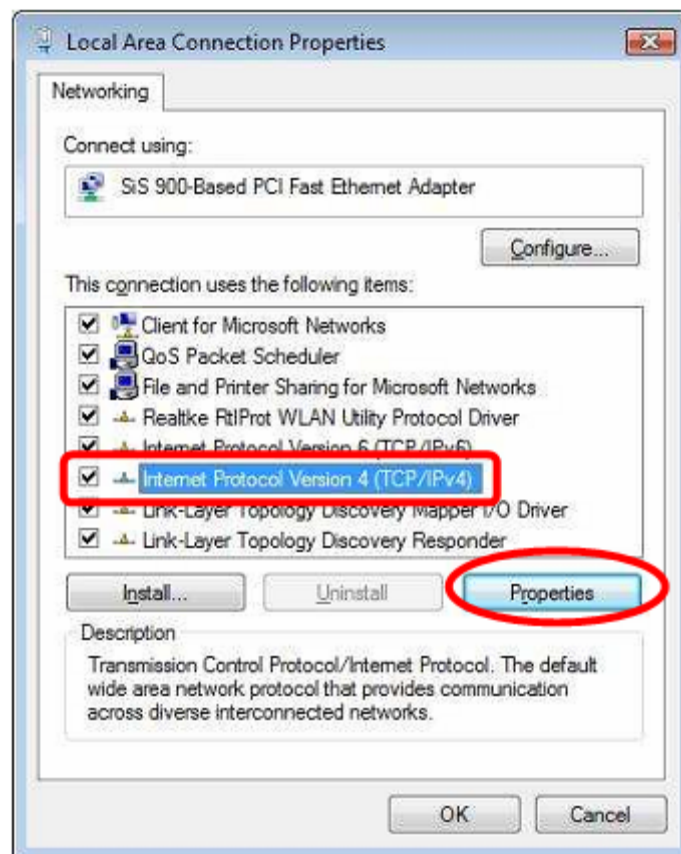 Local Area Connection Properties
Networking
Connect using:
SiS 900-Based PCI Fast Ethernet Adapter
Configure...
This connection uses the following items:
Client for Microsoft Networks
QoS Packet Scheduler
File and Printer Sharing for Microsoft Networks
Realtke RtlProt WLAN Utility Protocol Driver
Internet Protocol Version 6 (TCP/IPv6)
Internet Protocol Version 4 (TCP/IPv4)
Link-Layer Topology Discovery Mapper I/O Driver
Link-Layer Topology Discovery Responder
Install... Uninstall Properties
Description
Transmission Control Protocol/Internet Protocol. The default
wide area network protocol that provides communication
across diverse interconnected networks.
OK Cancel